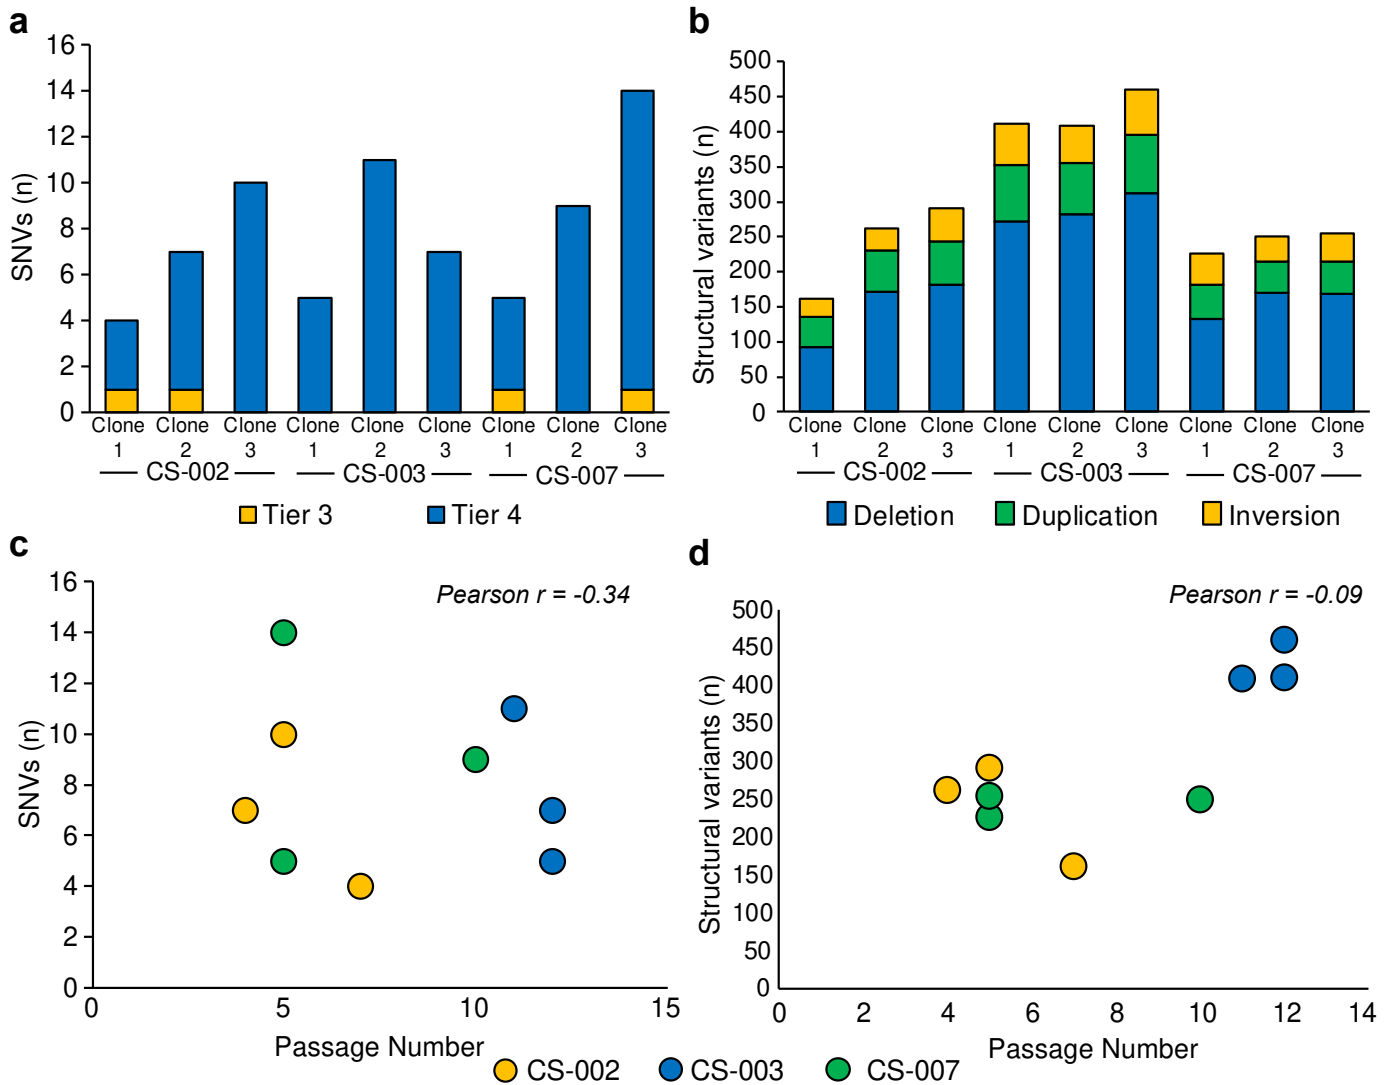 a
16
14
12
10
8
6
4
2
0
SNVs (n)
Clone Clone Clone Clone Clone Clone Clone Clone Clone
1 2 3 1 2 3 1 2 3
CS-002 CS-003 CS-007
Tier 3 Tier 4
b
500
450
400
350
300
250
200
150
100
50
0
Structural variants (n)
Clone Clone Clone Clone Clone Clone Clone Clone Clone
1 2 3 1 2 3 1 2 3
CS-002 CS-003 CS-007
Deletion Duplication Inversion
c
Pearson r = -0.34
16
14
12
10
8
6
4
2
0
SNVs (n)
0 5 10 15
Passage Number
d
Pearson r = -0.09
500
450
400
350
300
250
200
150
100
50
0
Structural variants (n)
0 2 4 6 8 10 12 14
Passage Number
CS-002 CS-003 CS-007